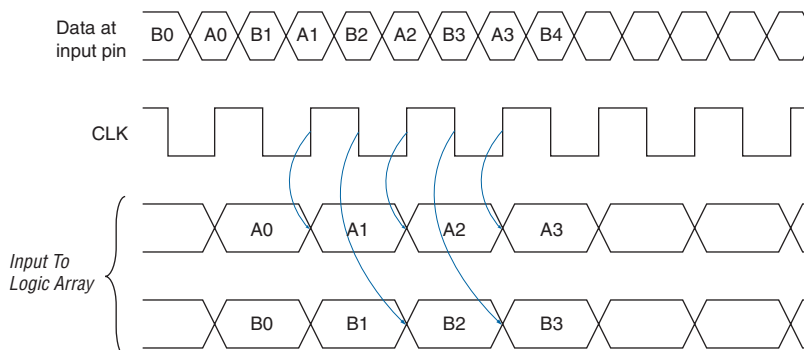 Data at
input pin
B0 A0 B1 A1 B2 A2 B3 A3 B4
CLK
Input To
Logic Array
A0 A1 A2 A3
B0 B1 B2 B3